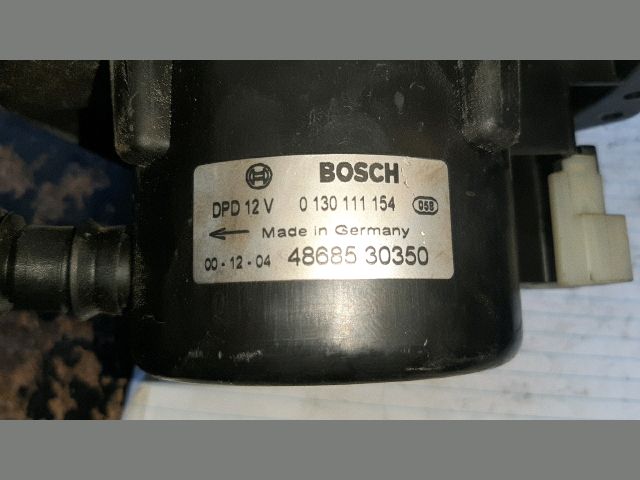 BOSCH
DPD 12 V 0 130 111 154 058
Made in Germany
00-12-04 48685 30350